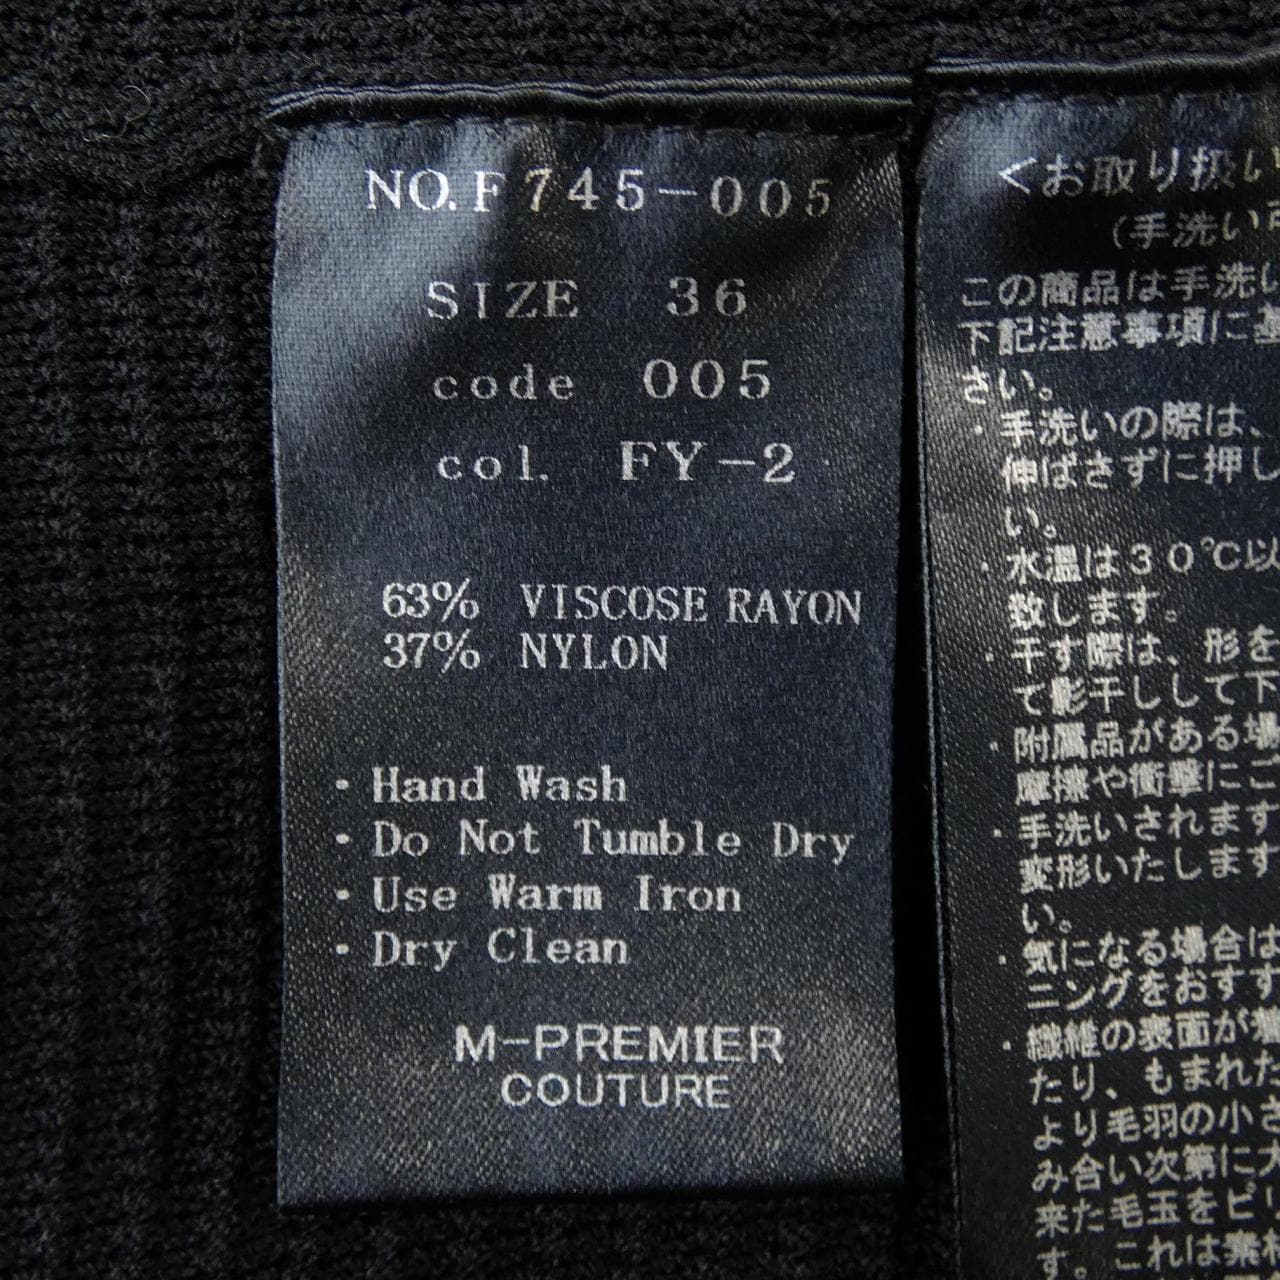 NO.F745-005
SIZE 36
code 005
col. FY-2
63% VISCOSE RAYON
37% NYLON
・Hand Wash
・Do Not Tumble Dry
・Use Warm Iron
・Dry Clean
M-PREMIER
COUTURE
<お取り扱い
(手洗い
この商品は手洗い
下記注意事項に基
さい。
・手洗いの際は、
伸ばさずに押し
い。
・水温は30℃以
致します。
・干す際は、形を
て影干しして下
・附属品がある場
摩擦や衝撃にご
・手洗いされます
変形いたします
い。
・気になる場合は
ニングをおすす
・繊維の表面が着
たり、もまれた
より毛羽の小さ
み合い次第に大
来た毛玉をピリ
す。これは素材